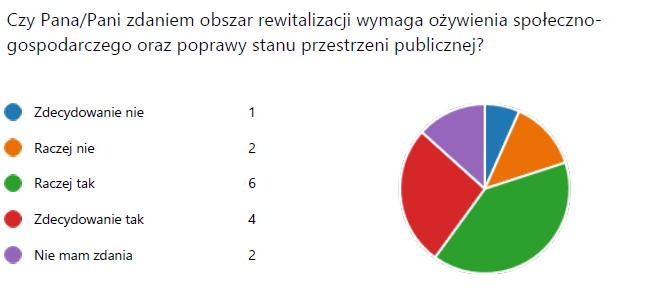 Czy Pana/Pani zdaniem obszar rewitalizacji wymaga ożywienia społeczno-
gospodarczego oraz poprawy stanu przestrzeni publicznej?
Zdecydowanie nie 1
Raczej nie 2
Raczej tak 6
Zdecydowanie tak 4
Nie mam zdania 2